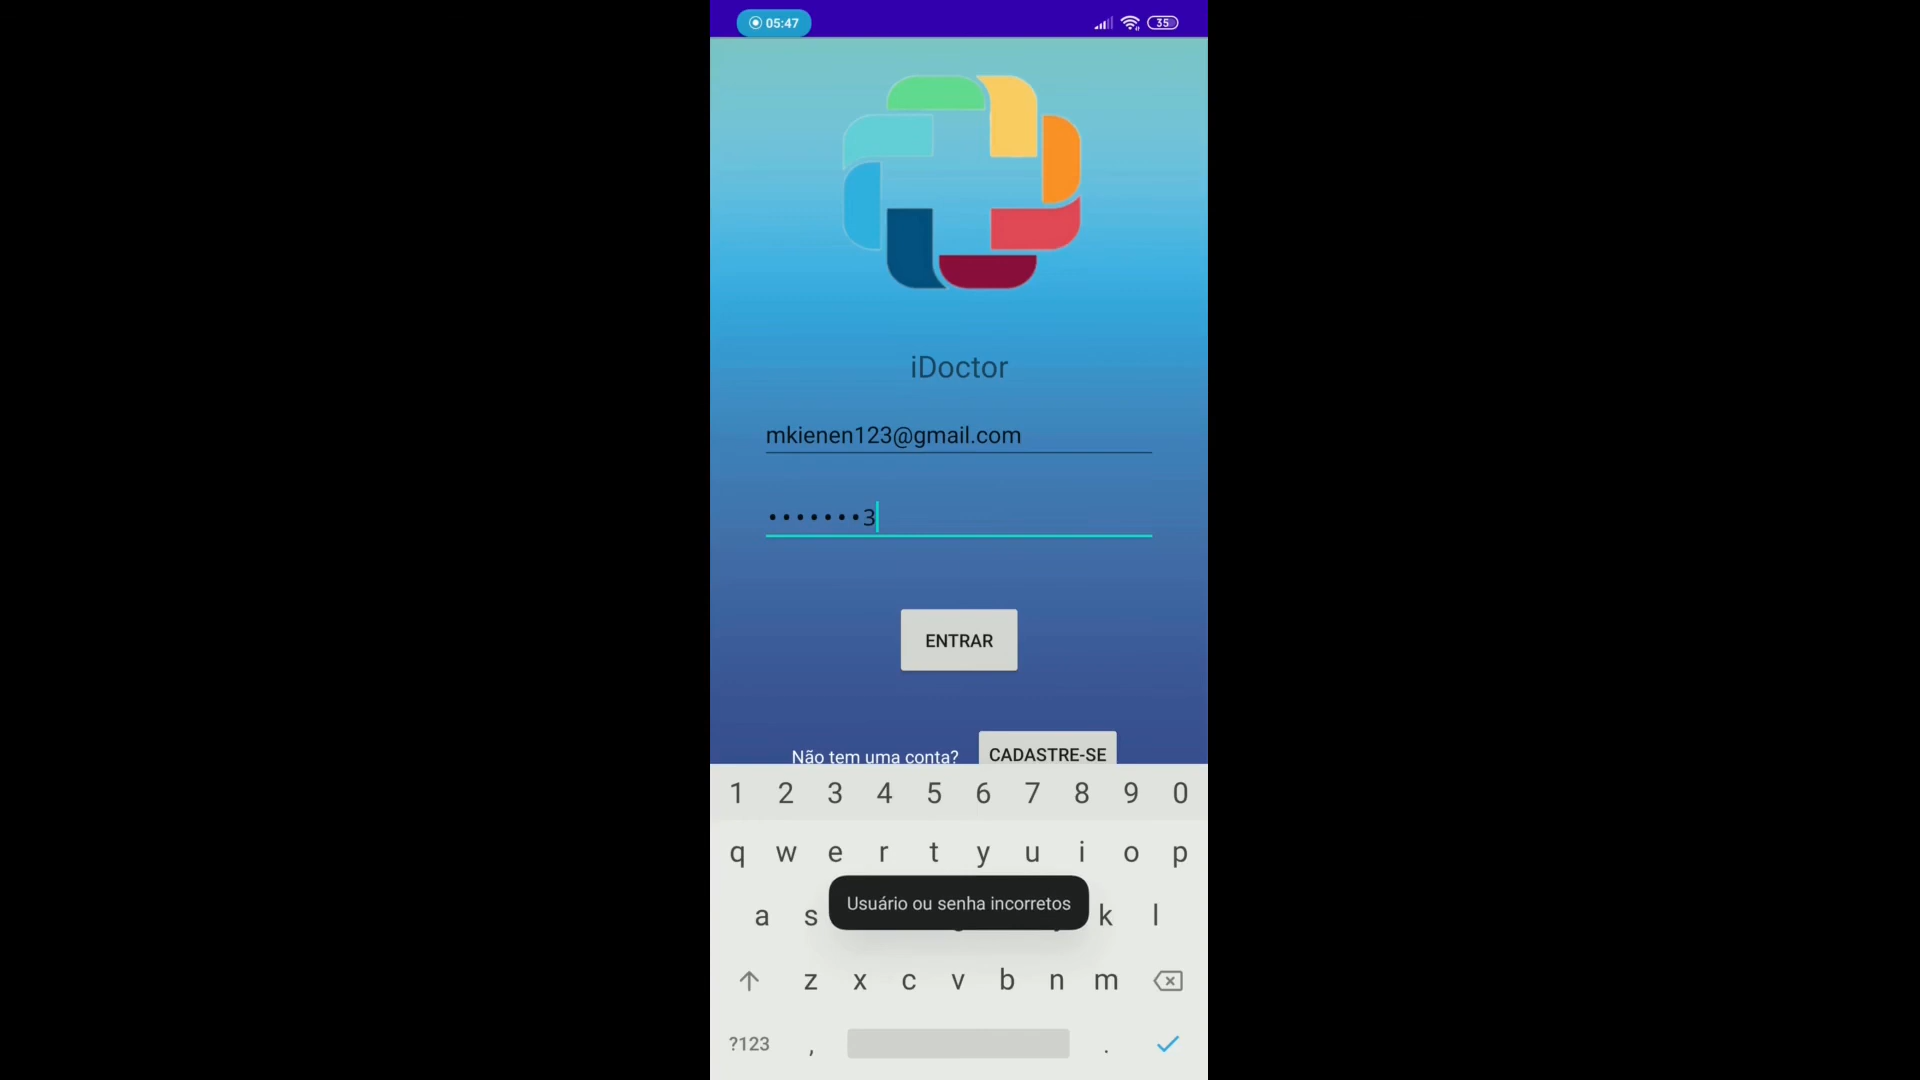 05:47
35
iDoctor
mkienen123@gmail.com
•••••••3
ENTRAR
Não tem uma conta?
CADASTRE-SE
1 2 3 4 5 6 7 8 9 0
q w e r t y u i o p
a s k l
Usuário ou senha incorretos
z x c v b n m
?123 , .